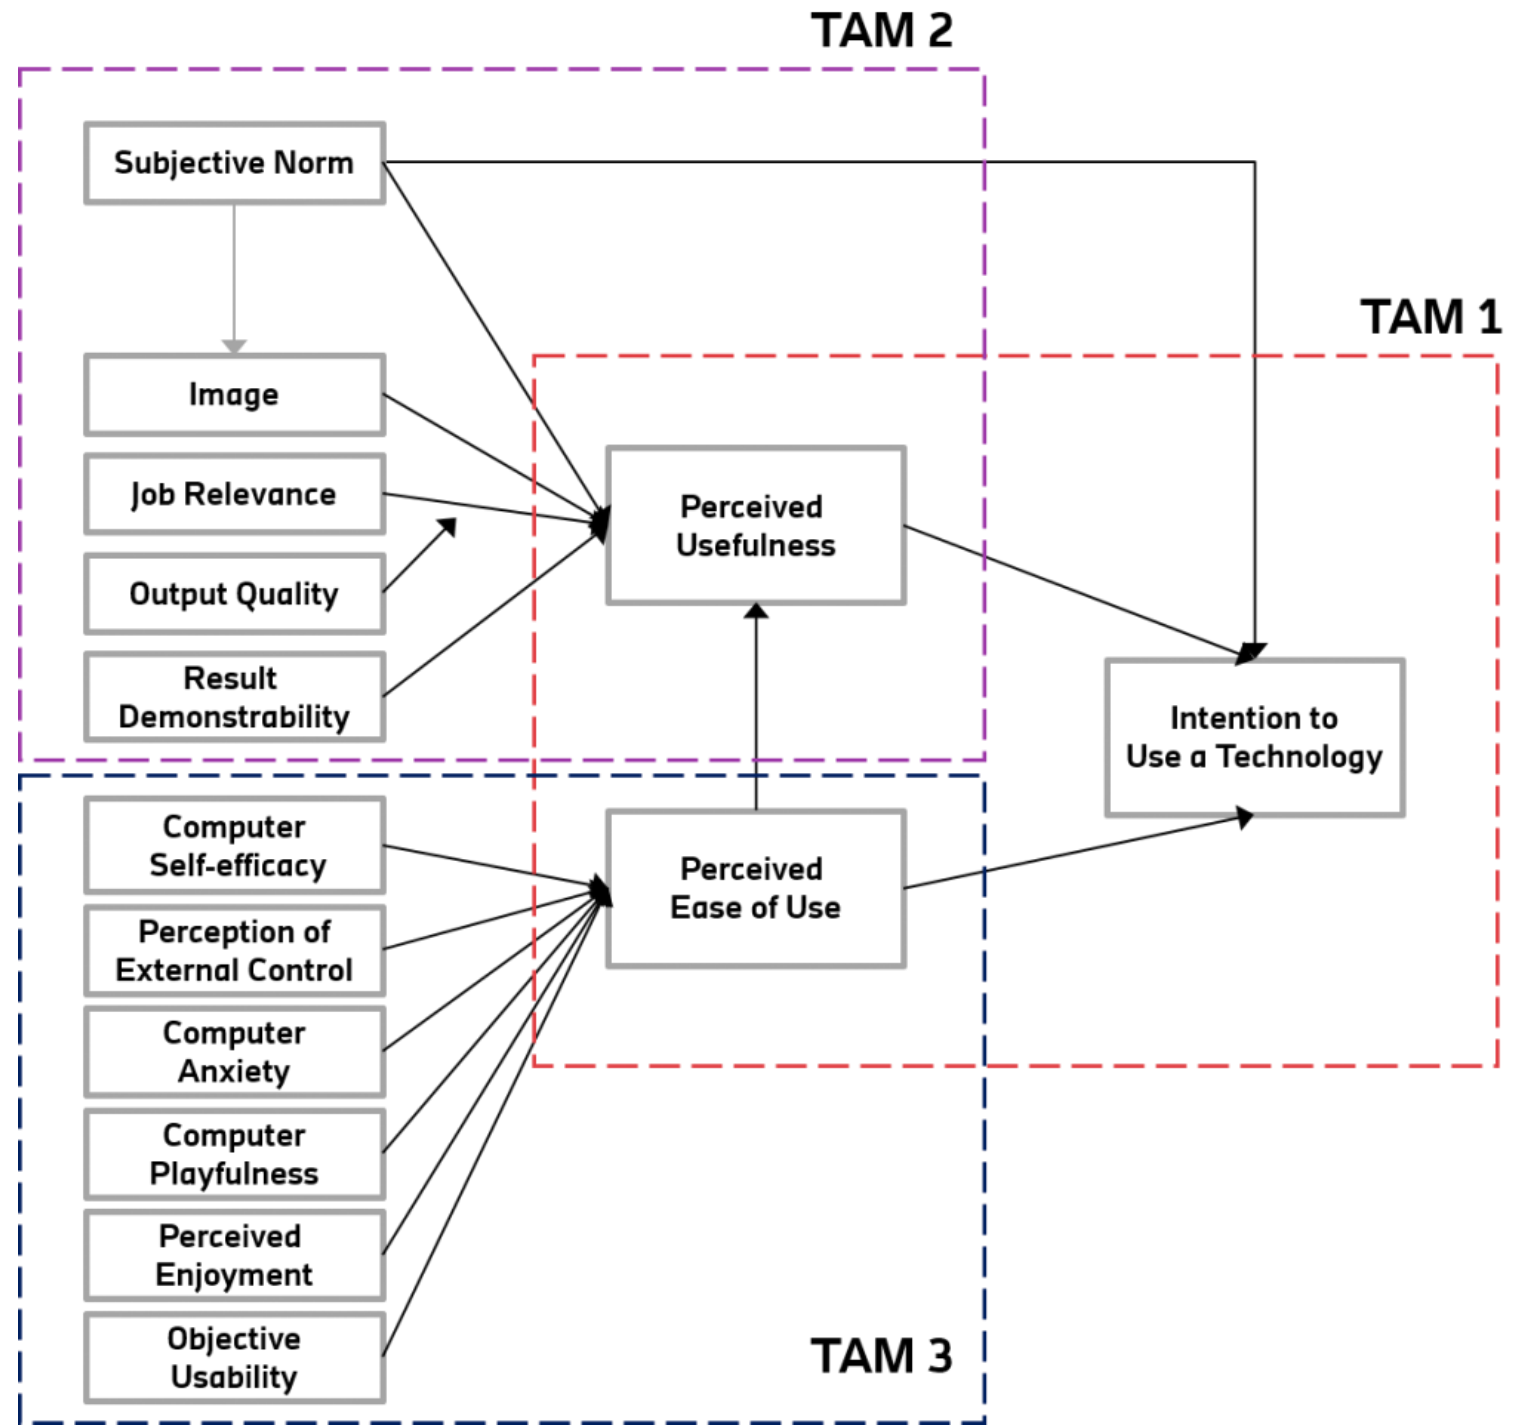 TAM 2
Subjective Norm
TAM 1
Image
Job Relevance
Output Quality
Result
Demonstrability
Perceived
Usefulness
Intention to
Use a Technology
Computer
Self-efficacy
Perception of
External Control
Computer
Anxiety
Computer
Playfulness
Perceived
Enjoyment
Objective
Usability
Perceived
Ease of Use
TAM 3